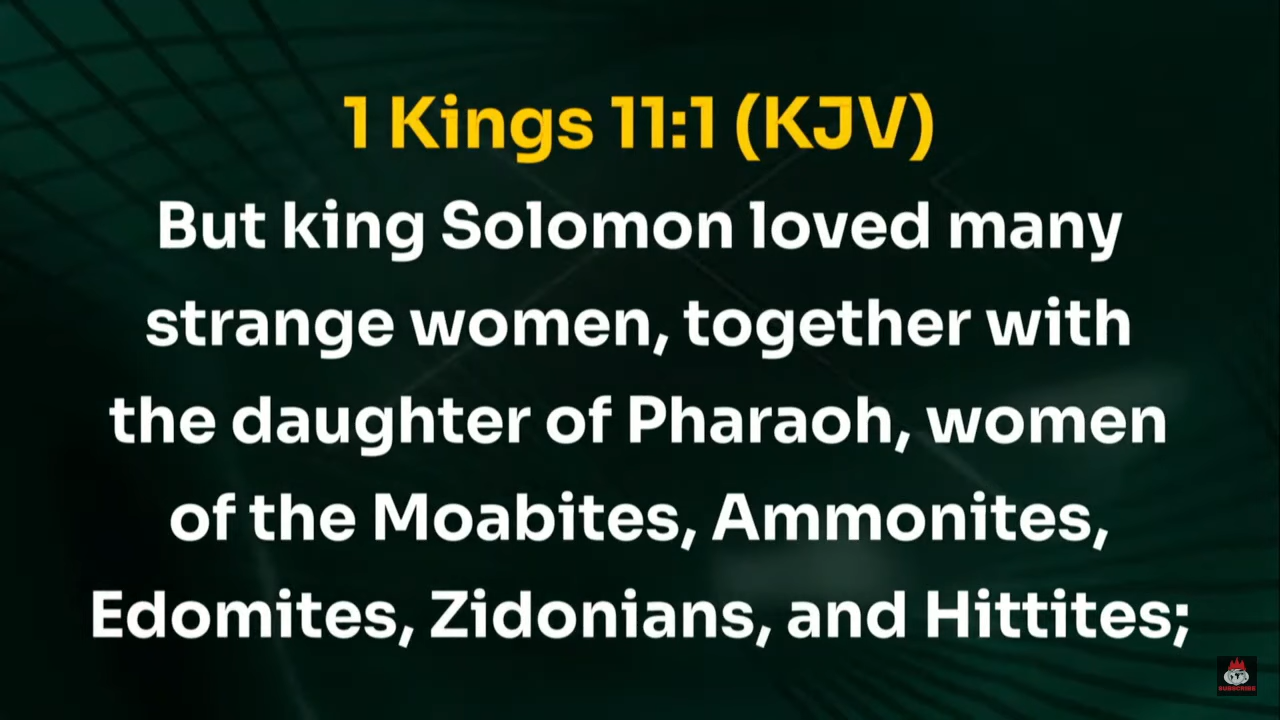 1 Kings 11:1 (KJV)
But king Solomon loved many
strange women, together with
the daughter of Pharaoh, women
of the Moabites, Ammonites,
Edomites, Zidonians, and Hittites;
SUBSCRIBE